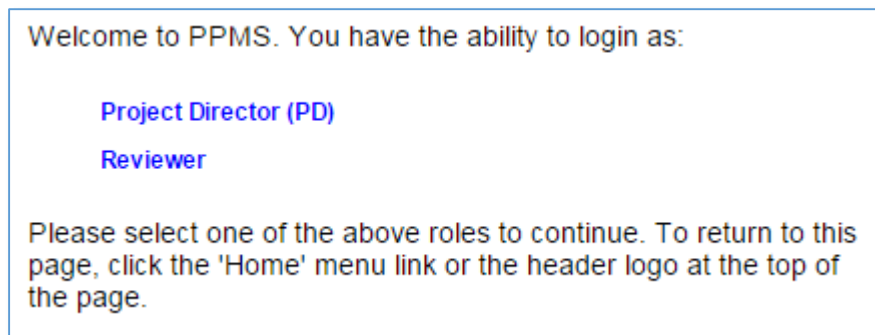 Welcome to PPMS. You have the ability to login as:
Project Director (PD)
Reviewer
Please select one of the above roles to continue. To return to this
page, click the 'Home' menu link or the header logo at the top of
the page.